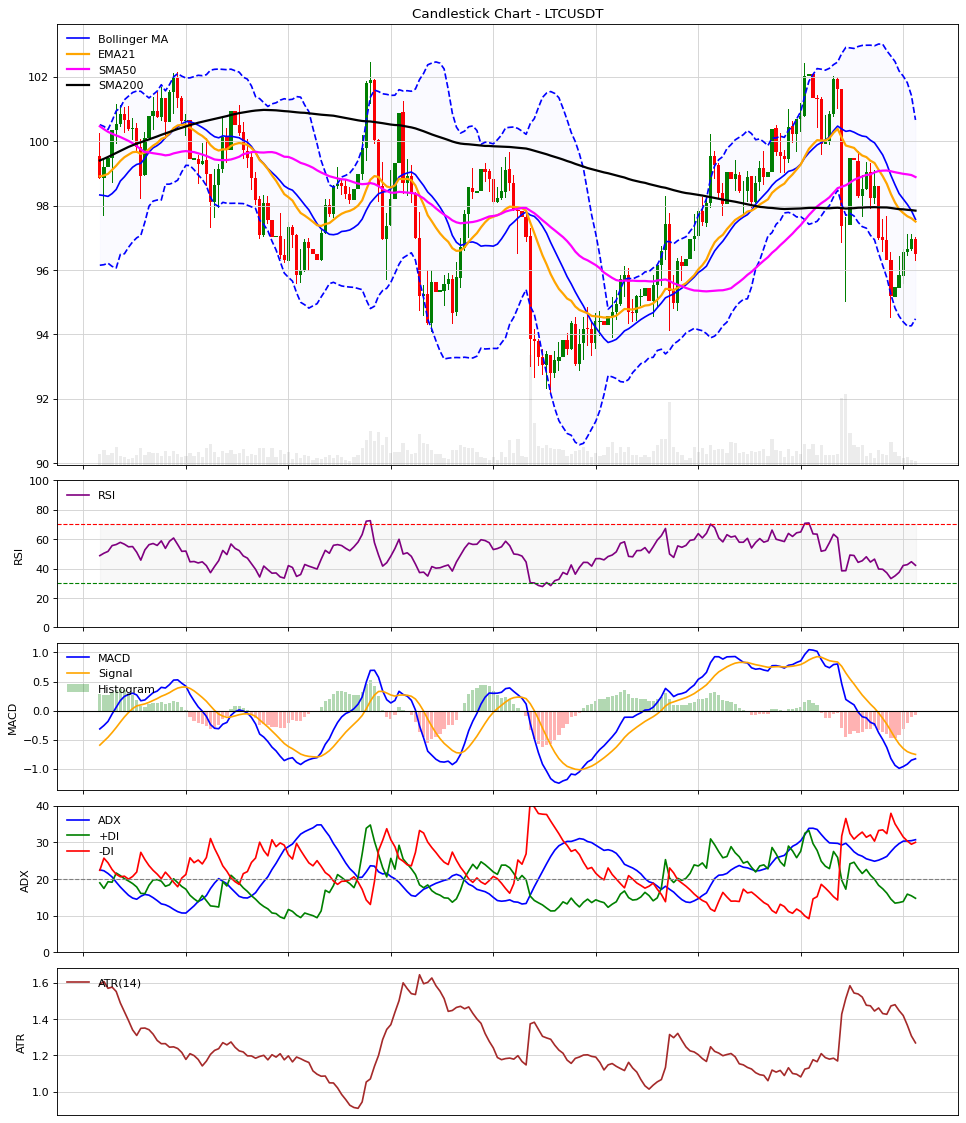 Candlestick Chart - LTCUSDT
Bollinger MA
EMA21
SMA50
SMA200
102
100
98
96
94
92
90
RSI
100
80
60
40
20
0
RSI
MACD
Signal
Histogram
1.0
0.5
0.0
−0.5
−1.0
MACD
ADX
+DI
-DI
40
30
20
10
0
ADX
ATR(14)
1.6
1.4
1.2
1.0
ATR